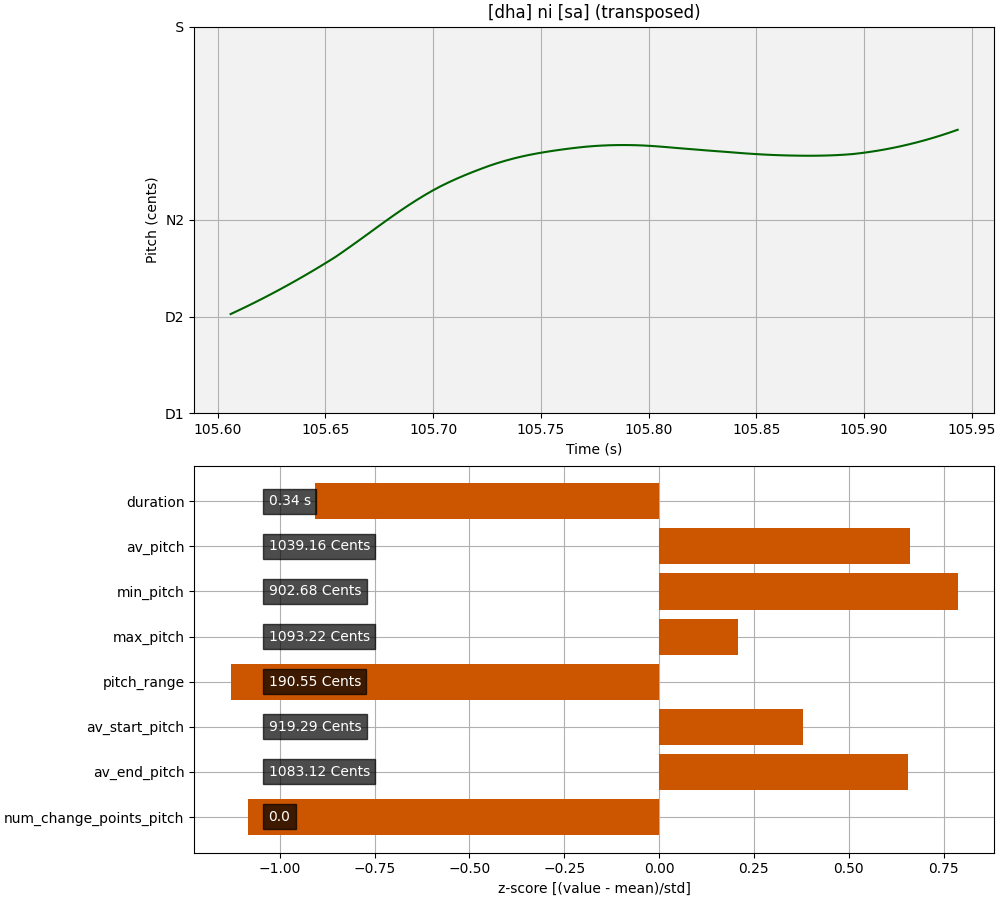 [dha] ni [sa] (transposed)
S
N2
D2
D1
Pitch (cents)
105.60 105.65 105.70 105.75 105.80 105.85 105.90 105.95
Time (s)
duration 0.34 s
av_pitch 1039.16 Cents
min_pitch 902.68 Cents
max_pitch 1093.22 Cents
pitch_range 190.55 Cents
av_start_pitch 919.29 Cents
av_end_pitch 1083.12 Cents
num_change_points_pitch 0.0
−1.00 −0.75 −0.50 −0.25 0.00 0.25 0.50 0.75
z-score [(value - mean)/std]